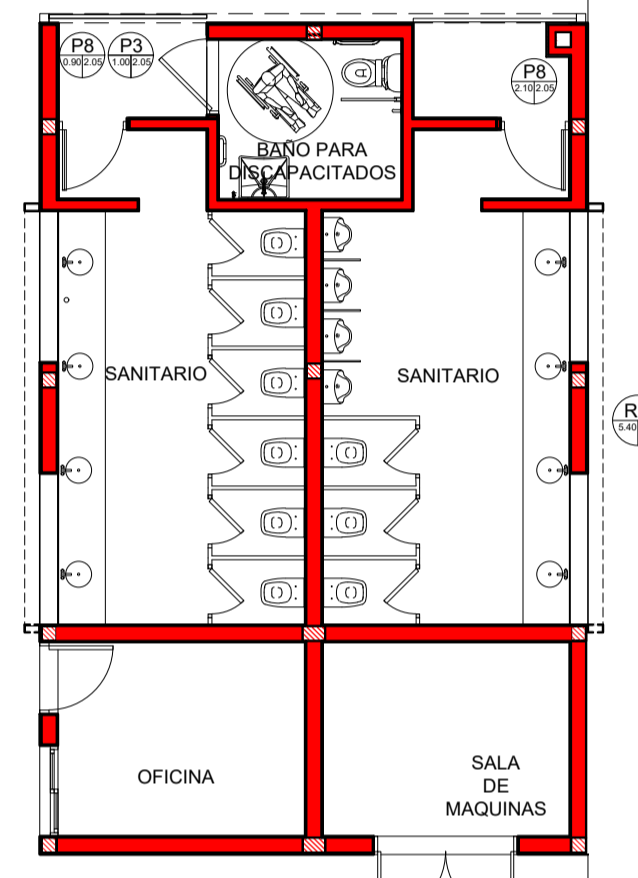 P8
0.90 2.05
P3
1.00 2.05
P8
2.10 2.05
BAÑO PARA
DISCAPACITADOS
SANITARIO
SANITARIO
R
5.40
OFICINA
SALA
DE
MAQUINAS